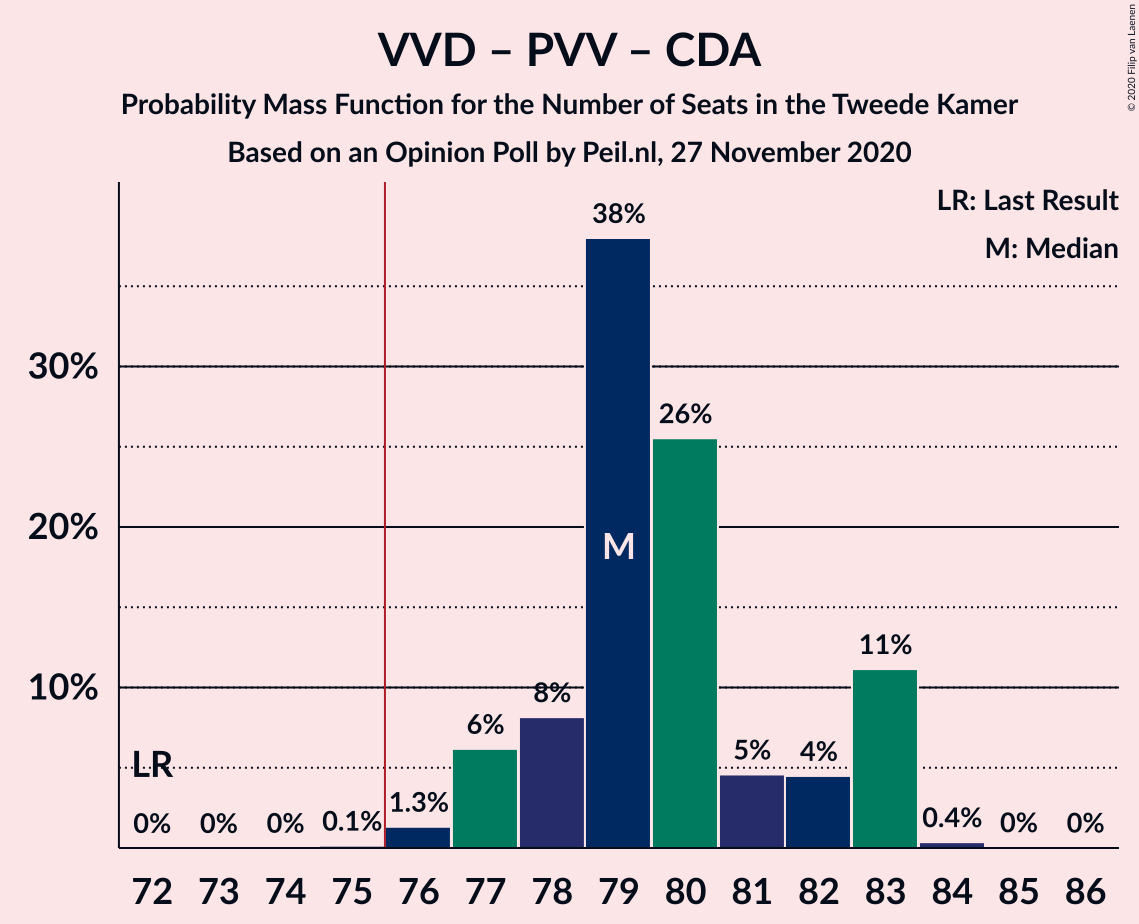 VVD – PVV – CDA
Probability Mass Function for the Number of Seats in the Tweede Kamer
Based on an Opinion Poll by Peil.nl, 27 November 2020
© 2020 Filip van Laenen
LR: Last Result
M: Median
30%
20%
10%
LR
M
0% 0% 0% 0.1% 1.3% 6% 8% 38% 26% 5% 4% 11% 0.4% 0% 0%
72 73 74 75 76 77 78 79 80 81 82 83 84 85 86